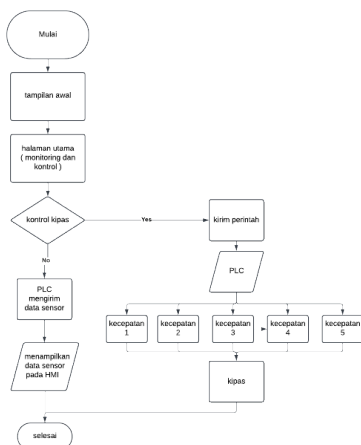 Mulai
tampilan awal
halaman utama
( monitoring dan
kontrol )
kontrol kipas
Yes
kirim perintah
No
PLC
PLC
mengirim
data sensor
kecepatan
1
kecepatan
2
kecepatan
3
kecepatan
4
kecepatan
5
menampilkan
data sensor
pada HMI
kipas
selesai